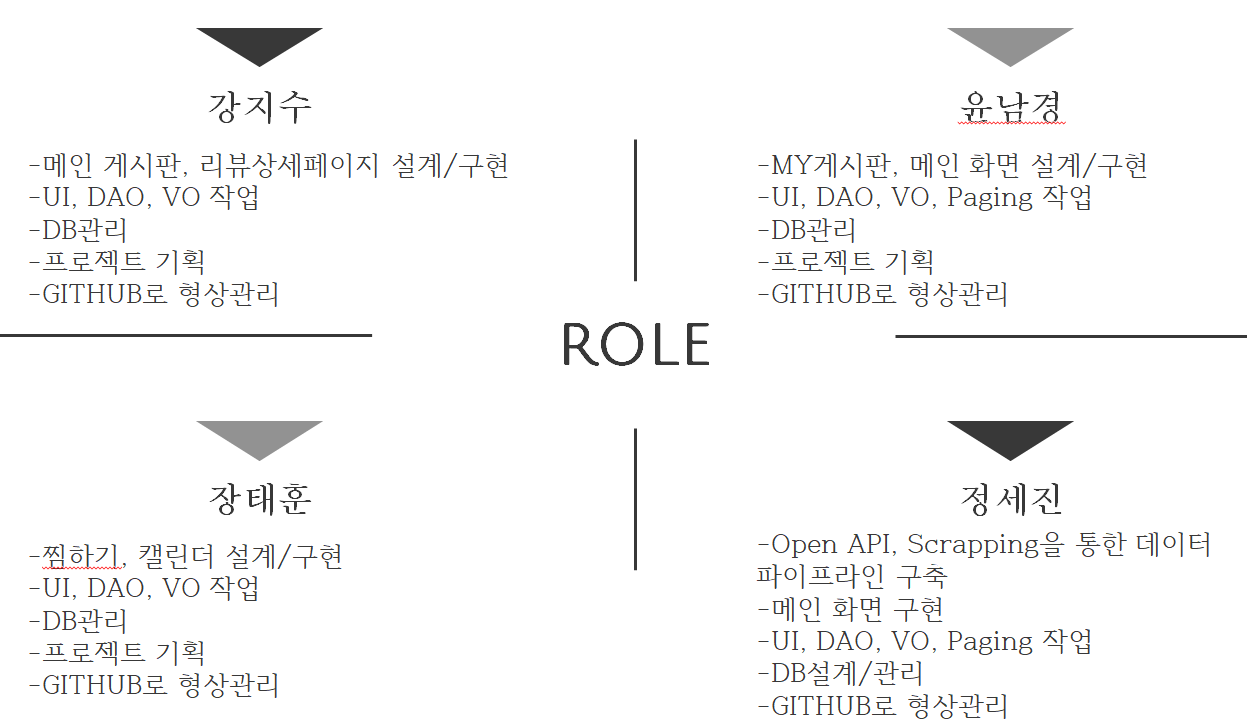 강지수
-메인 게시판, 리뷰상세페이지 설계/구현
-UI, DAO, VO 작업
-DB관리
-프로젝트 기획
-GITHUB로 형상관리
윤남경
-MY게시판, 메인 화면 설계/구현
-UI, DAO, VO, Paging 작업
-DB관리
-프로젝트 기획
-GITHUB로 형상관리
ROLE
장태훈
-찜하기, 캘린더 설계/구현
-UI, DAO, VO 작업
-DB관리
-프로젝트 기획
-GITHUB로 형상관리
정세진
-Open API, Scrapping을 통한 데이터
파이프라인 구축
-메인 화면 구현
-UI, DAO, VO, Paging 작업
-DB설계/관리
-GITHUB로 형상관리